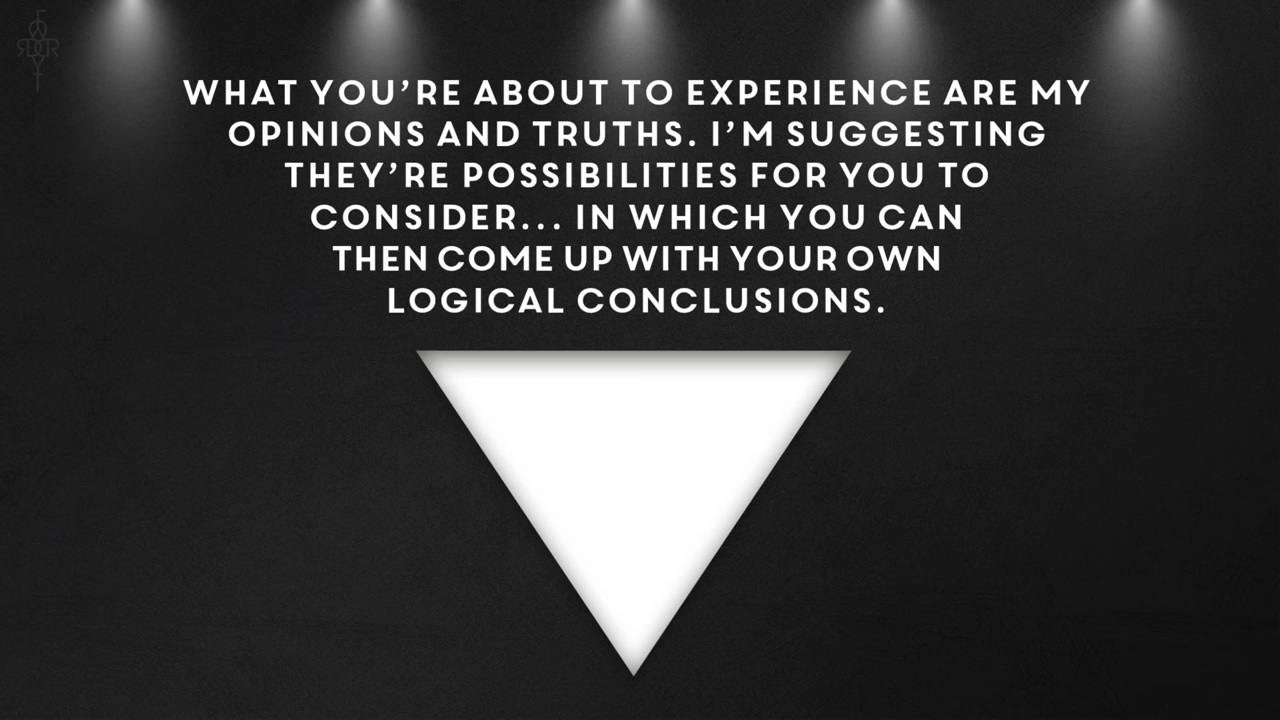 WHAT YOU’RE ABOUT TO EXPERIENCE ARE MY
OPINIONS AND TRUTHS. I’M SUGGESTING
THEY’RE POSSIBILITIES FOR YOU TO
CONSIDER... IN WHICH YOU CAN
THEN COME UP WITH YOUR OWN
LOGICAL CONCLUSIONS.